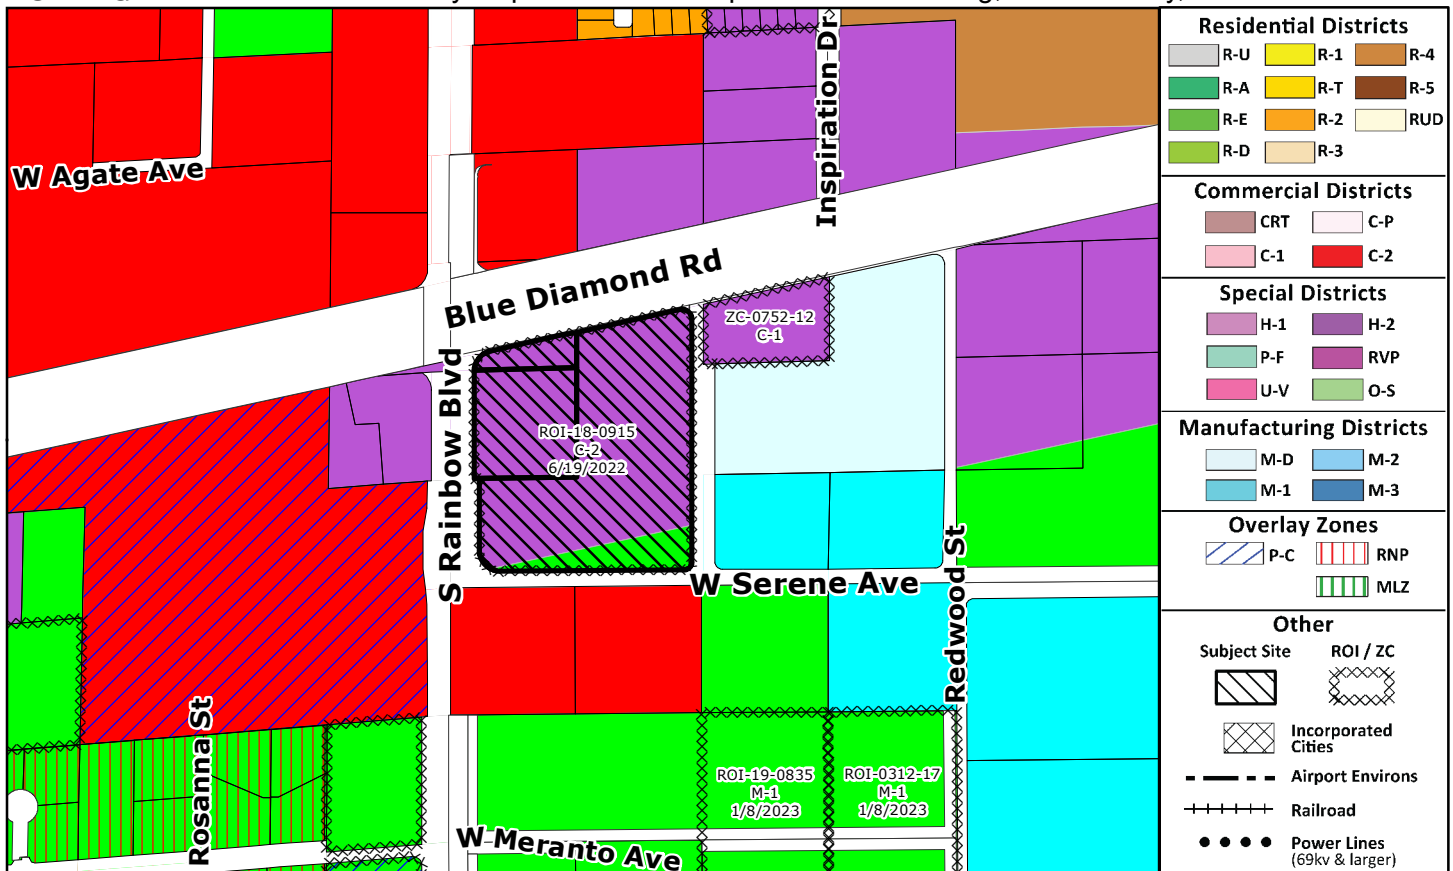 Inspiration Dr
W Agate Ave
Blue Diamond Rd
ZC-0752-12
C-1
S Rainbow Blvd
ROI-18-0915
C-2
6/19/2022
W Serene Ave
Redwood St
Rosanna St
ROI-19-0835
M-1
1/8/2023
ROI-0312-17
M-1
1/8/2023
W Meranto Ave
Residential Districts
R-U R-1 R-4
R-A R-T R-5
R-E R-2 RUD
R-D R-3
Commercial Districts
CRT C-P
C-1 C-2
Special Districts
H-1 H-2
P-F RVP
U-V O-S
Manufacturing Districts
M-D M-2
M-1 M-3
Overlay Zones
P-C RNP
MLZ
Other
Subject Site ROI / ZC
Incorporated
Cities
Airport Environs
Railroad
Power Lines
(69kv & larger)